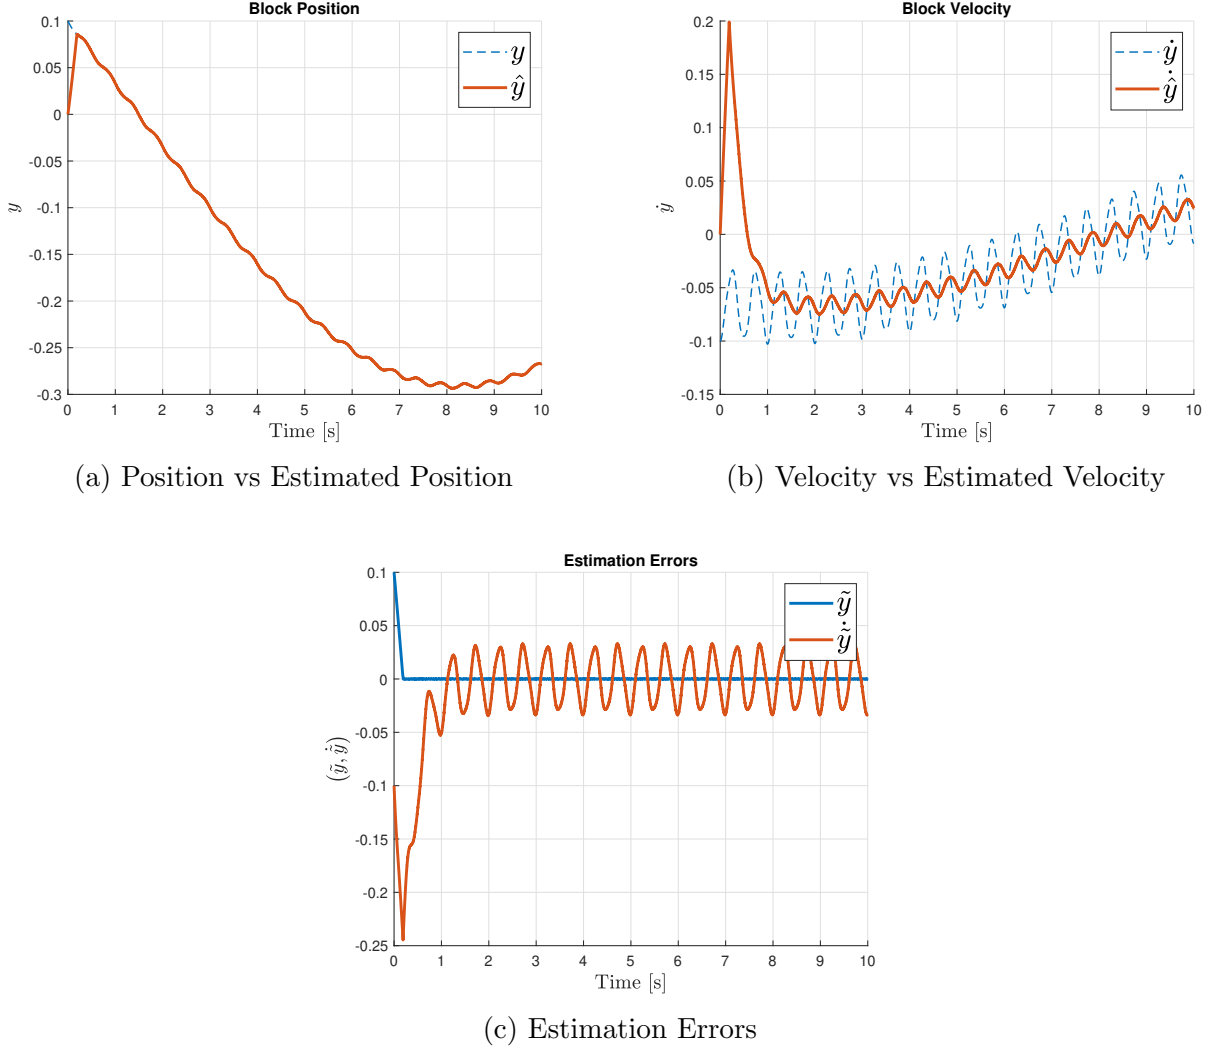 Block Position
0.1
0.05
0
-0.05
-0.1
-0.15
-0.2
-0.25
-0.3
y
y
ŷ
0 1 2 3 4 5 6 7 8 9 10
Time [s]
(a) Position vs Estimated Position
Block Velocity
0.2
0.15
0.1
0.05
0
-0.05
-0.1
-0.15
ẏ
ẏ
ŷ̇
0 1 2 3 4 5 6 7 8 9 10
Time [s]
(b) Velocity vs Estimated Velocity
Estimation Errors
0.1
0.05
0
-0.05
-0.1
-0.15
-0.2
-0.25
(ỹ, ỹ̇)
ỹ
ỹ̇
0 1 2 3 4 5 6 7 8 9 10
Time [s]
(c) Estimation Errors